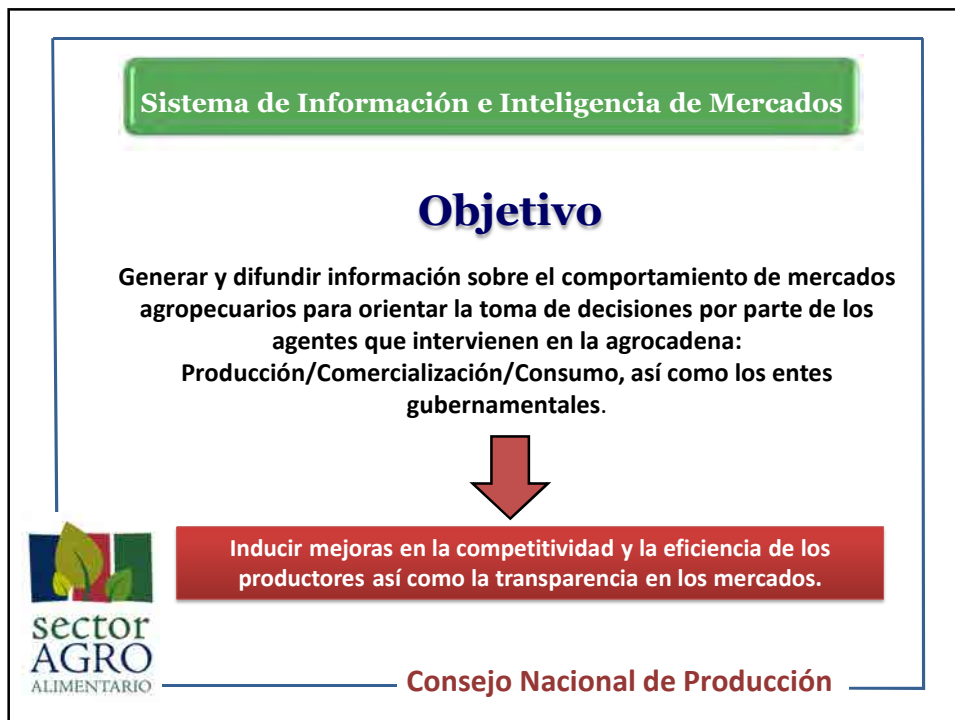 Sistema de Información e Inteligencia de Mercados
Objetivo
Generar y difundir información sobre el comportamiento de mercados
agropecuarios para orientar la toma de decisiones por parte de los
agentes que intervienen en la agrocadena:
Producción/Comercialización/Consumo, así como los entes
gubernamentales.
Inducir mejoras en la competitividad y la eficiencia de los
productores así como la transparencia en los mercados.
sector
AGRO
ALIMENTARIO
Consejo Nacional de Producción